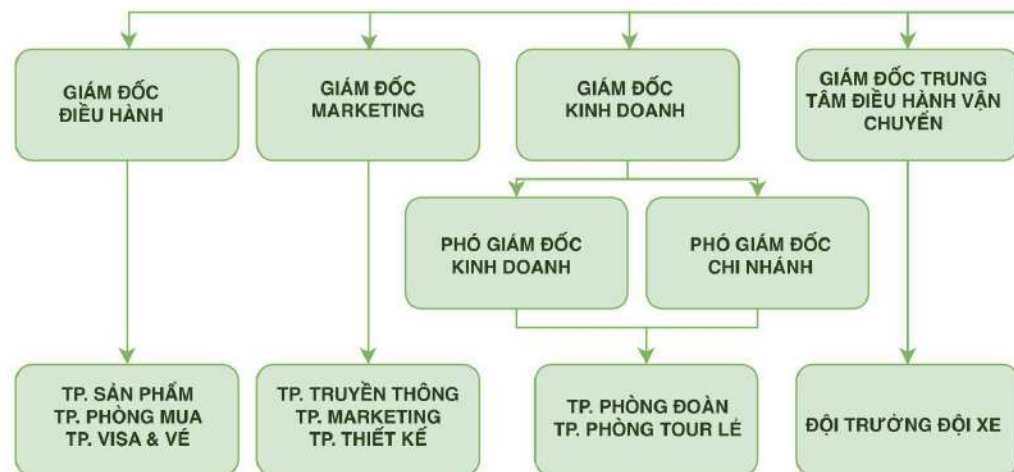 GIÁM ĐỐC
ĐIỀU HÀNH
GIÁM ĐỐC
MARKETING
GIÁM ĐỐC
KINH DOANH
GIÁM ĐỐC TRUNG
TÂM ĐIỀU HÀNH VẬN
CHUYỂN
PHÓ GIÁM ĐỐC
KINH DOANH
PHÓ GIÁM ĐỐC
CHI NHÁNH
TP. SẢN PHẨM
TP. PHÒNG MUA
TP. VISA & VÉ
TP. TRUYỀN THÔNG
TP. MARKETING
TP. THIẾT KẾ
TP. PHÒNG ĐOÀN
TP. PHÒNG TOUR LẺ
ĐỘI TRƯỞNG ĐỘI XE